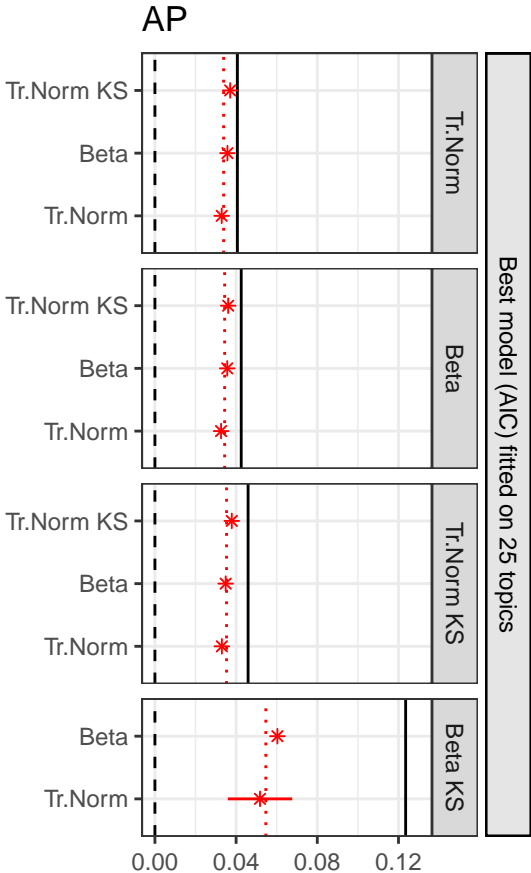 AP
Tr.Norm KS
Beta
Tr.Norm
Tr.Norm
Tr.Norm KS
Beta
Tr.Norm
Beta
Tr.Norm KS
Beta
Tr.Norm
Tr.Norm KS
Beta
Tr.Norm
Beta KS
Best model (AIC) fitted on 25 topics
0.00 0.04 0.08 0.12